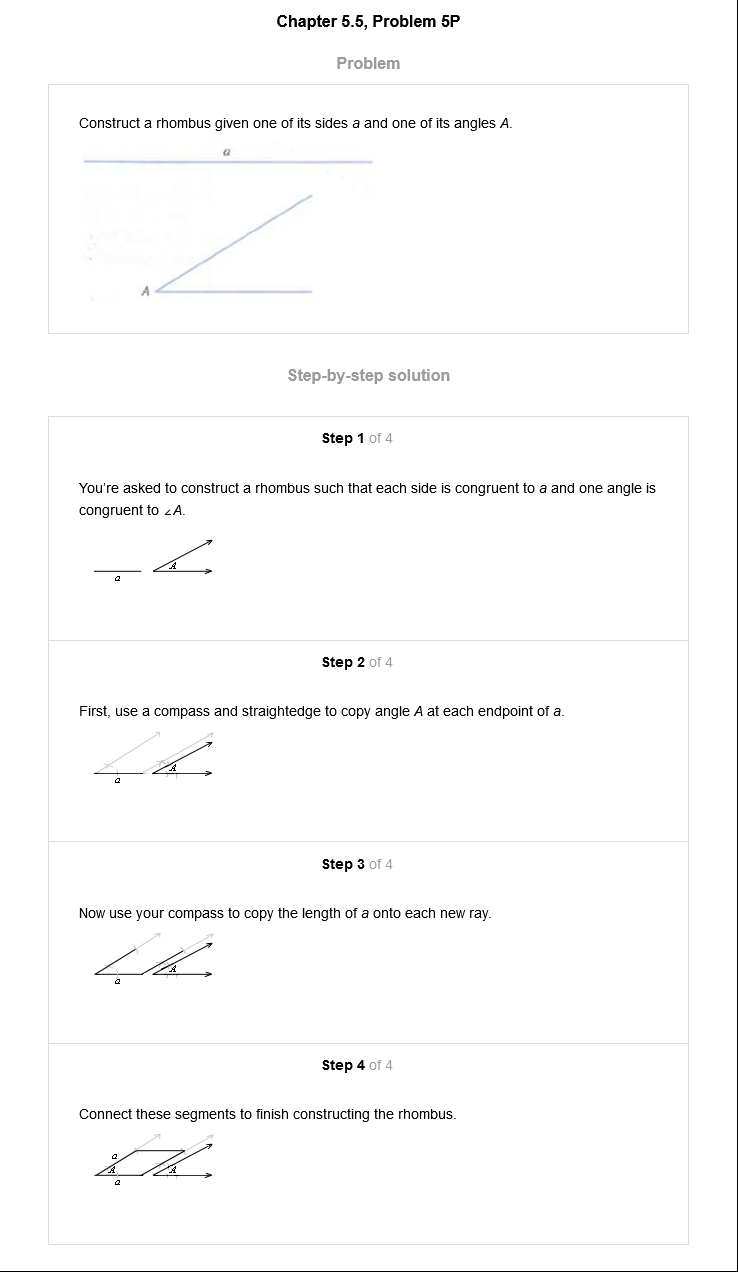 Chapter 5.5, Problem 5P
Problem
Construct a rhombus given one of its sides a and one of its angles A.
a
A
Step-by-step solution
Step 1 of 4
You're asked to construct a rhombus such that each side is congruent to a and one angle is
congruent to ∠A.
A
a
Step 2 of 4
First, use a compass and straightedge to copy angle A at each endpoint of a.
A
a
Step 3 of 4
Now use your compass to copy the length of a onto each new ray.
A
a
Step 4 of 4
Connect these segments to finish constructing the rhombus.
a
A A
a